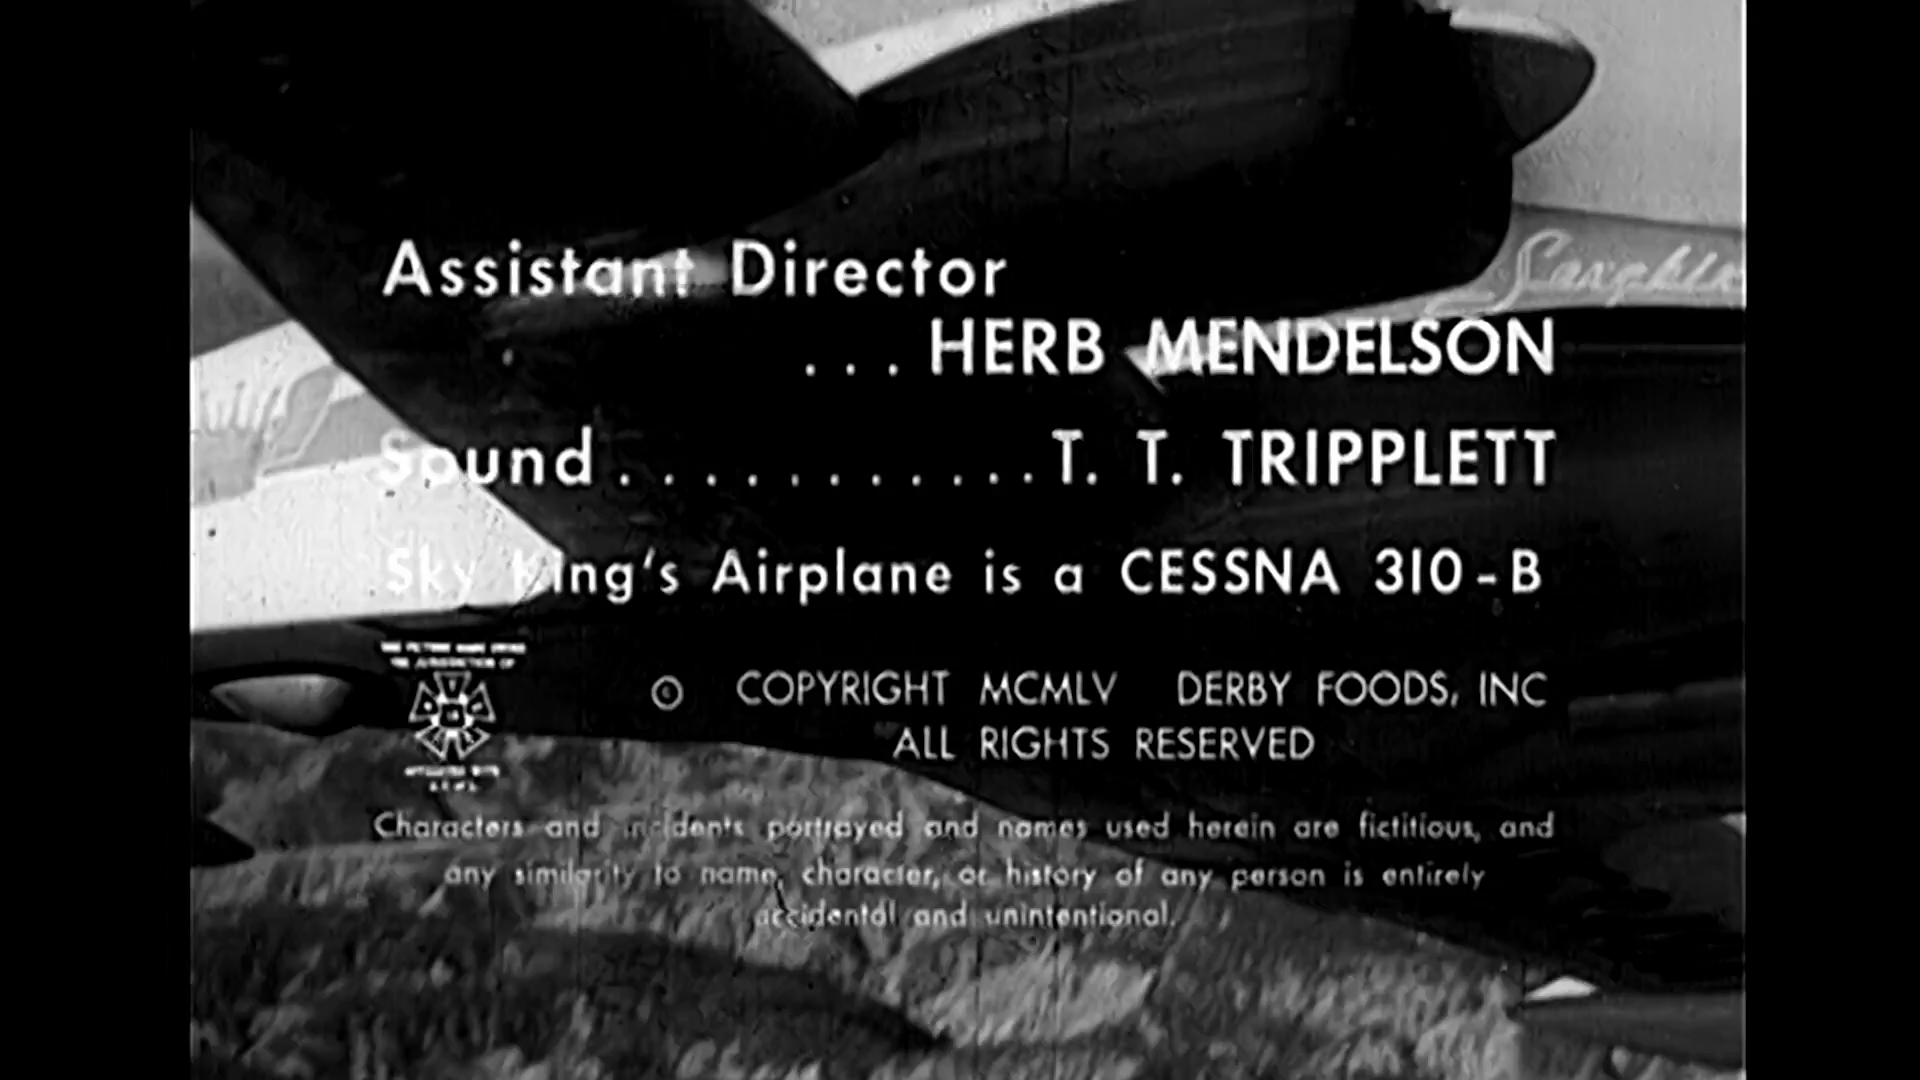 Assistant Director
... HERB MENDELSON
Sound ............ T. T. TRIPPLETT
Sky King's Airplane is a CESSNA 310-B
© COPYRIGHT MCMLV DERBY FOODS, INC
ALL RIGHTS RESERVED
Characters and incidents portrayed and names used herein are fictitious, and
any similarity to name, character, or history of any person is entirely
accidental and unintentional.